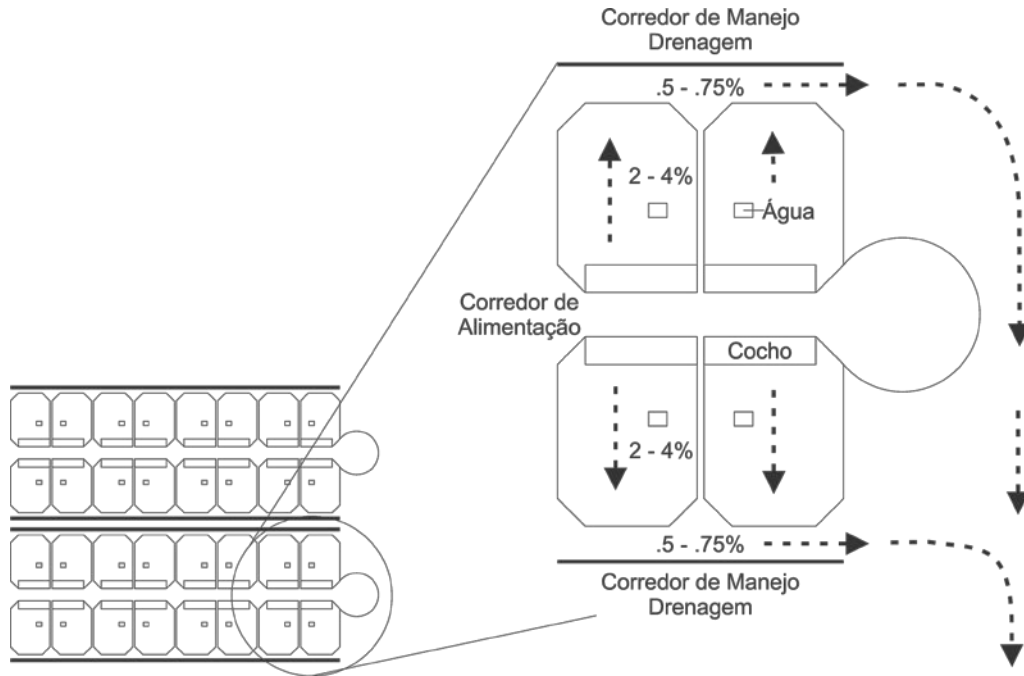 Corredor de Manejo
Drenagem
.5 - .75%
2 - 4%
Água
Corredor de
Alimentação
Cocho
2 - 4%
.5 - .75%
Corredor de Manejo
Drenagem